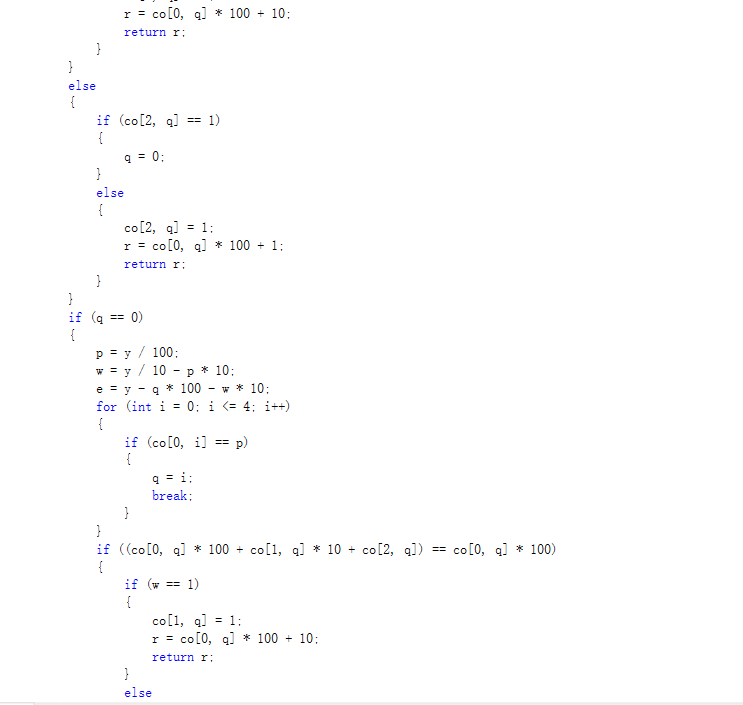 r = co[0, q] * 100 + 10;
return r;
}
}
else
{
if (co[2, q] == 1)
{
q = 0;
}
else
{
co[2, q] = 1;
r = co[0, q] * 100 + 1;
return r;
}
}
if (q == 0)
{
p = y / 100;
w = y / 10 - p * 10;
e = y - q * 100 - w * 10;
for (int i = 0; i <= 4; i++)
{
if (co[0, i] == p)
{
q = i;
break;
}
}
if ((co[0, q] * 100 + co[1, q] * 10 + co[2, q]) == co[0, q] * 100)
{
if (w == 1)
{
co[1, q] = 1;
r = co[0, q] * 100 + 10;
return r;
}
else